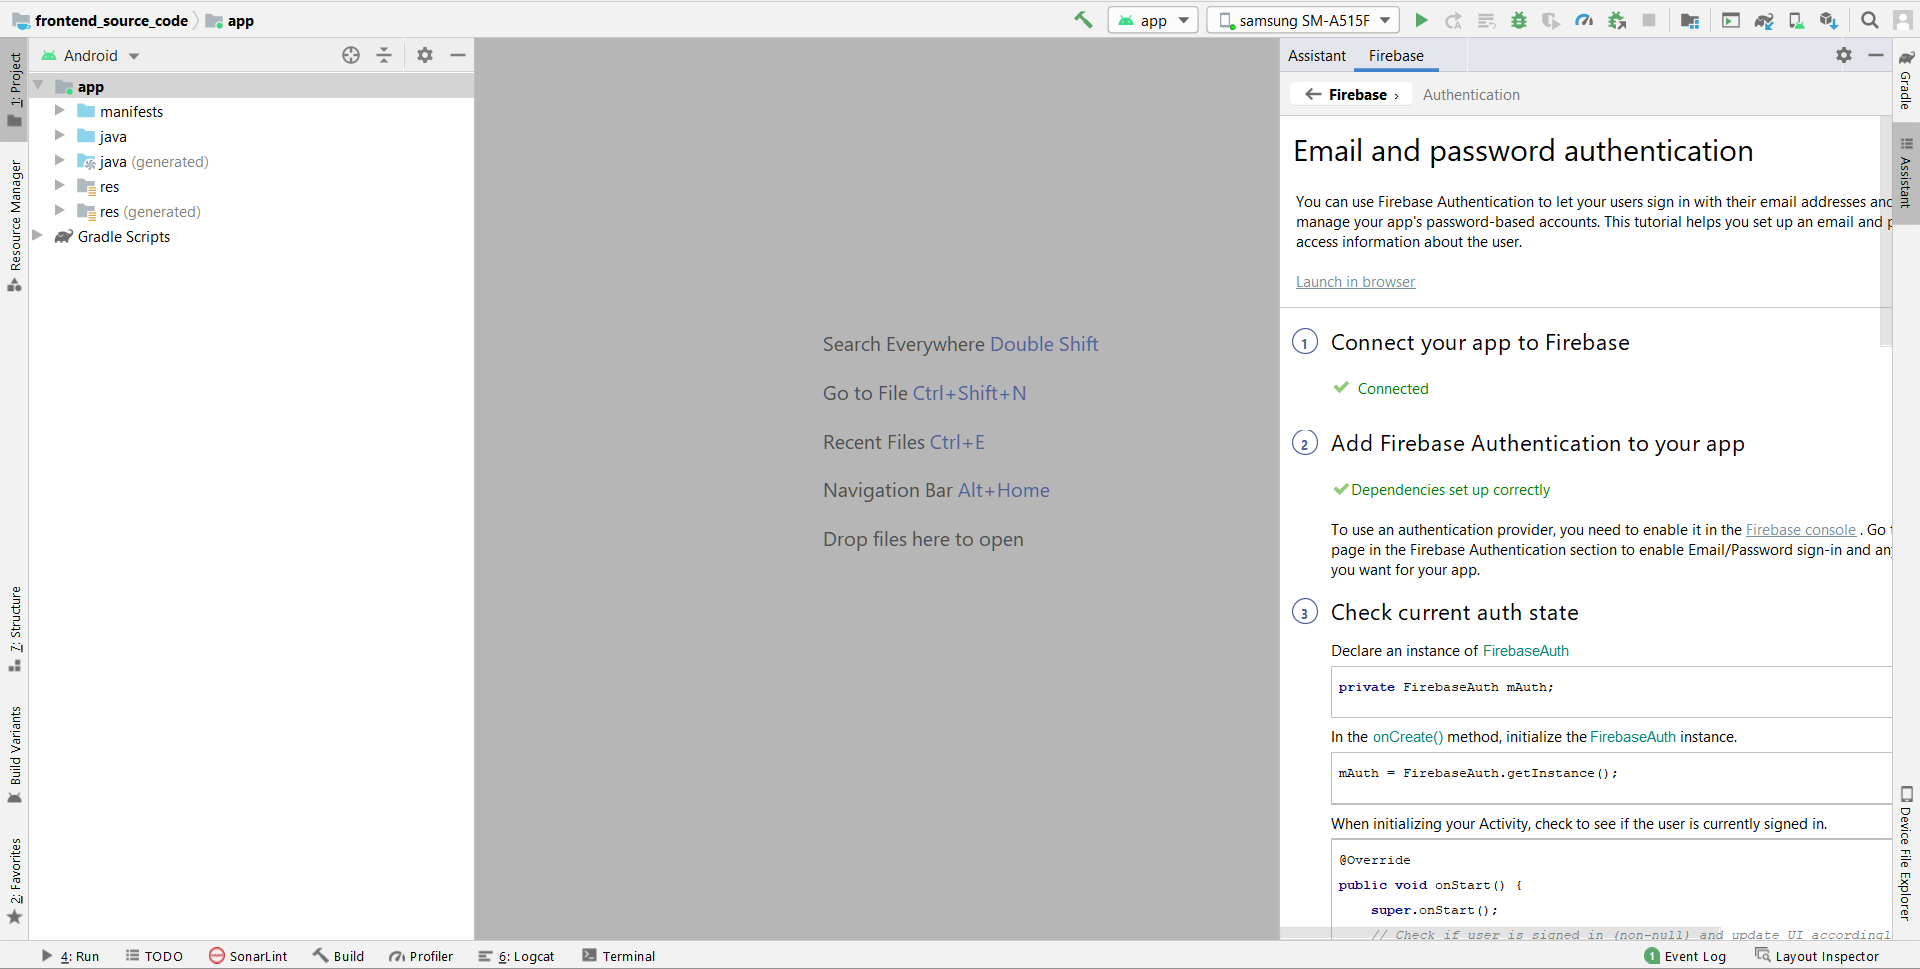 frontend_source_code
app
app
samsung SM-A515F
1: Project
Resource Manager
7: Structure
Build Variants
2: Favorites
Android
app
manifests
java
java (generated)
res
res (generated)
Gradle Scripts
Search Everywhere Double Shift
Go to File Ctrl+Shift+N
Recent Files Ctrl+E
Navigation Bar Alt+Home
Drop files here to open
Assistant
Firebase
Firebase ›
Authentication
Email and password authentication
You can use Firebase Authentication to let your users sign in with their email addresses and
manage your app's password-based accounts. This tutorial helps you set up an email and p
access information about the user.
Launch in browser
1
Connect your app to Firebase
Connected
2
Add Firebase Authentication to your app
Dependencies set up correctly
To use an authentication provider, you need to enable it in the Firebase console . Go
page in the Firebase Authentication section to enable Email/Password sign-in and an
you want for your app.
3
Check current auth state
Declare an instance of FirebaseAuth
private FirebaseAuth mAuth;
In the onCreate() method, initialize the FirebaseAuth instance.
mAuth = FirebaseAuth.getInstance();
When initializing your Activity, check to see if the user is currently signed in.
@Override
public void onStart() {
super.onStart();
// Check if user is signed in (non-null) and update UI accordingl
Gradle
Assistant
Device File Explorer
4: Run
TODO
SonarLint
Build
Profiler
6: Logcat
Terminal
1
Event Log
Layout Inspector